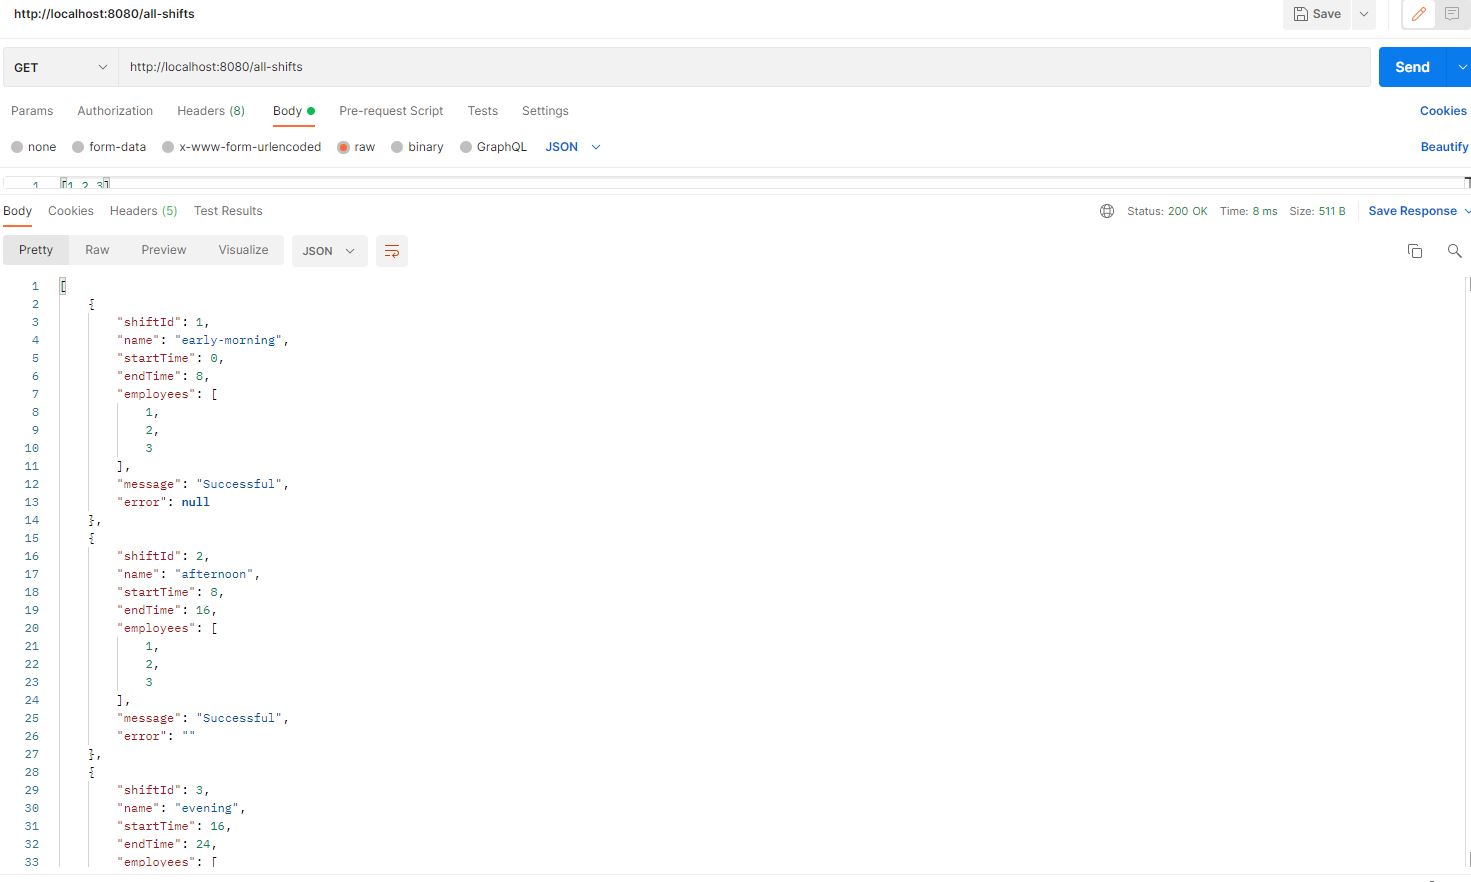 http://localhost:8080/all-shifts Save
GET http://localhost:8080/all-shifts Send
Params Authorization Headers (8) Body Pre-request Script Tests Settings Cookies
none form-data x-www-form-urlencoded raw binary GraphQL JSON Beautify
1 [1,2,3]
Body Cookies Headers (5) Test Results Status: 200 OK Time: 8 ms Size: 511 B Save Response
Pretty Raw Preview Visualize JSON
1 [
2 {
3 "shiftId": 1,
4 "name": "early-morning",
5 "startTime": 0,
6 "endTime": 8,
7 "employees": [
8 1,
9 2,
10 3
11 ],
12 "message": "Successful",
13 "error": null
14 },
15 {
16 "shiftId": 2,
17 "name": "afternoon",
18 "startTime": 8,
19 "endTime": 16,
20 "employees": [
21 1,
22 2,
23 3
24 ],
25 "message": "Successful",
26 "error": ""
27 },
28 {
29 "shiftId": 3,
30 "name": "evening",
31 "startTime": 16,
32 "endTime": 24,
33 "employees": [